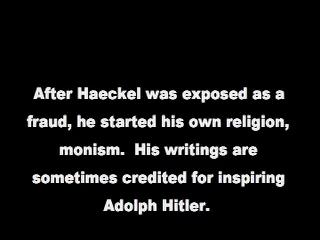 After Haeckel was exposed as a
fraud, he started his own religion,
monism.  His writings are
sometimes credited for inspiring
Adolph Hitler.